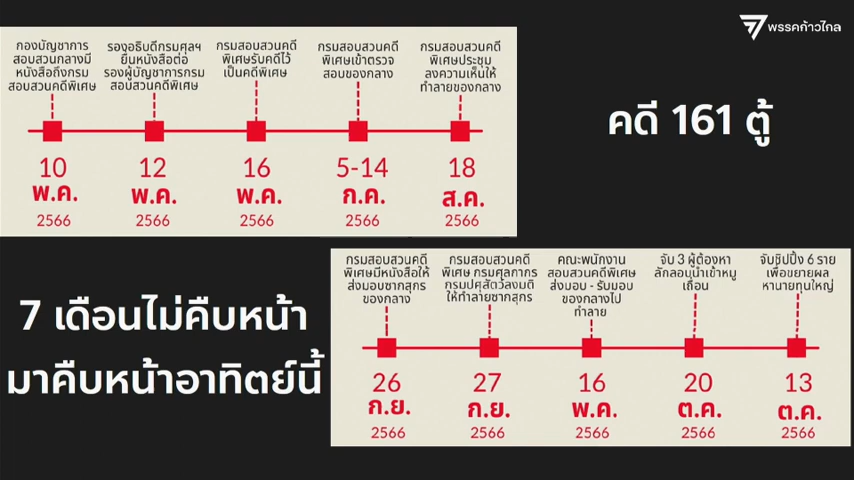 พรรคก้าวไกล
กองบัญชาการ
สอบสวนกลางมี
หนังสือถึงกรม
สอบสวนคดีพิเศษ
10
พ.ค.
2566
รองอธิบดีกรมศุลฯ
ยื่นหนังสือต่อ
รองผู้บัญชาการกรม
สอบสวนคดีพิเศษ
12
พ.ค.
2566
กรมสอบสวนคดี
พิเศษรับคดีไว้
เป็นคดีพิเศษ
16
พ.ค.
2566
กรมสอบสวนคดี
พิเศษเข้าตรวจ
สอบของกลาง
5-14
ก.ค.
2566
กรมสอบสวนคดี
พิเศษประชุม
ลงความเห็นให้
ทำลายของกลาง
18
ส.ค.
2566
คดี 161 ตู้
7 เดือนไม่คืบหน้า
มาคืบหน้าอาทิตย์นี้
กรมสอบสวนคดี
พิเศษมีหนังสือให้
ส่งมอบซากสุกร
ของกลาง
26
ก.ย.
2566
กรมสอบสวนคดี
พิเศษ กรมศุลกากร
กรมปศุสัตว์ลงมติ
ให้ทำลายซากสุกร
27
ก.ย.
2566
คณะพนักงาน
สอบสวนคดีพิเศษ
ส่งมอบ - รับมอบ
ของกลางไป
ทำลาย
16
พ.ค.
2566
จับ 3 ผู้ต้องหา
ลักลอบนำเข้าหมู
เถื่อน
20
ต.ค.
2566
จับชิปปิ้ง 6 ราย
เพื่อขยายผล
หานายทุนใหญ่
13
ต.ค.
2566